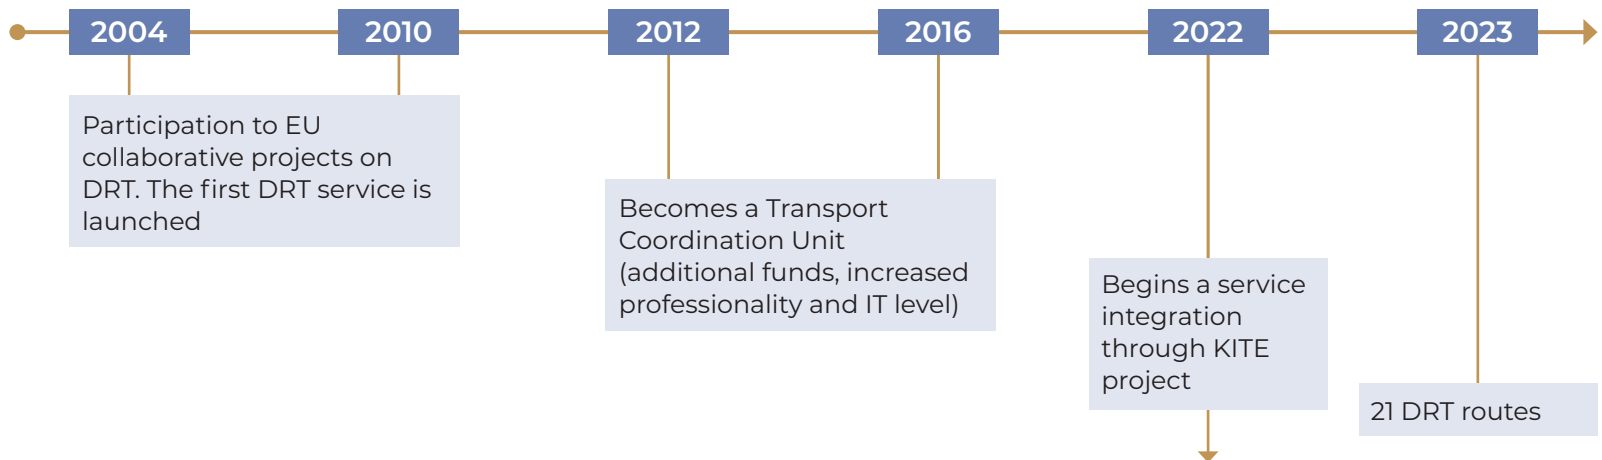 2004
2010
2012
2016
2022
2023
Participation to EU
collaborative projects on
DRT. The first DRT service is
launched
Becomes a Transport
Coordination Unit
(additional funds, increased
professionality and IT level)
Begins a service
integration
through KITE
project
21 DRT routes